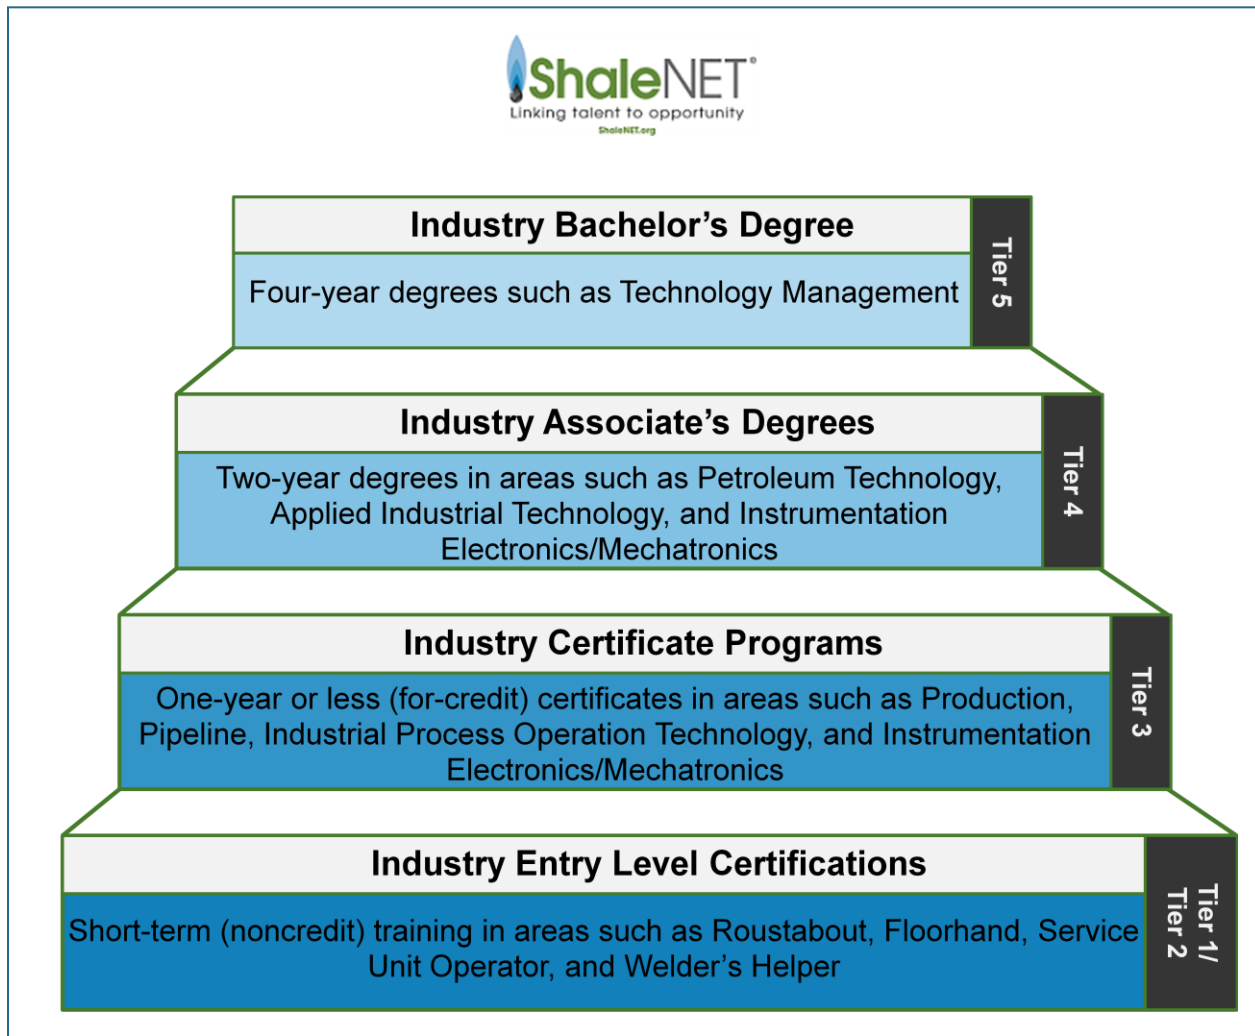 ShaleNET®
Linking talent to opportunity
ShaleNET.org
Industry Bachelor’s Degree
Four-year degrees such as Technology Management
Tier 5
Industry Associate’s Degrees
Two-year degrees in areas such as Petroleum Technology,
Applied Industrial Technology, and Instrumentation
Electronics/Mechatronics
Tier 4
Industry Certificate Programs
One-year or less (for-credit) certificates in areas such as Production,
Pipeline, Industrial Process Operation Technology, and Instrumentation
Electronics/Mechatronics
Tier 3
Industry Entry Level Certifications
Short-term (noncredit) training in areas such as Roustabout, Floorhand, Service
Unit Operator, and Welder’s Helper
Tier 1/
Tier 2